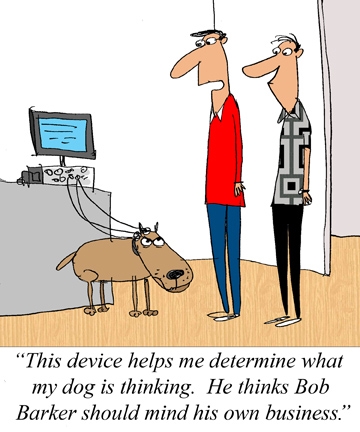 “This device helps me determine what
my dog is thinking.  He thinks Bob
Barker should mind his own business.”